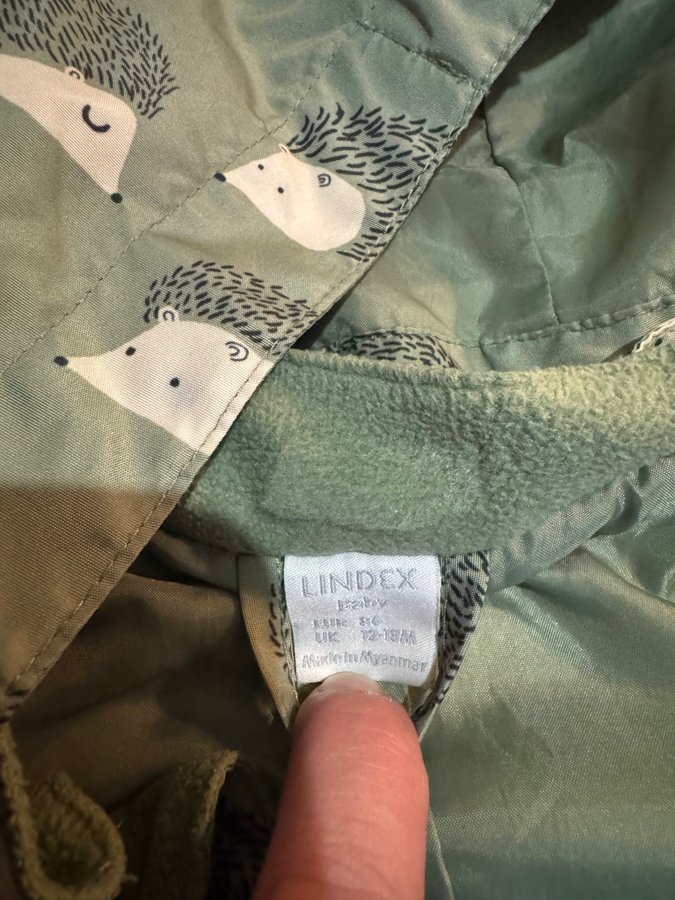 LINDEX
Baby
EUR 86
UK 12-18M
Made in Myanmar